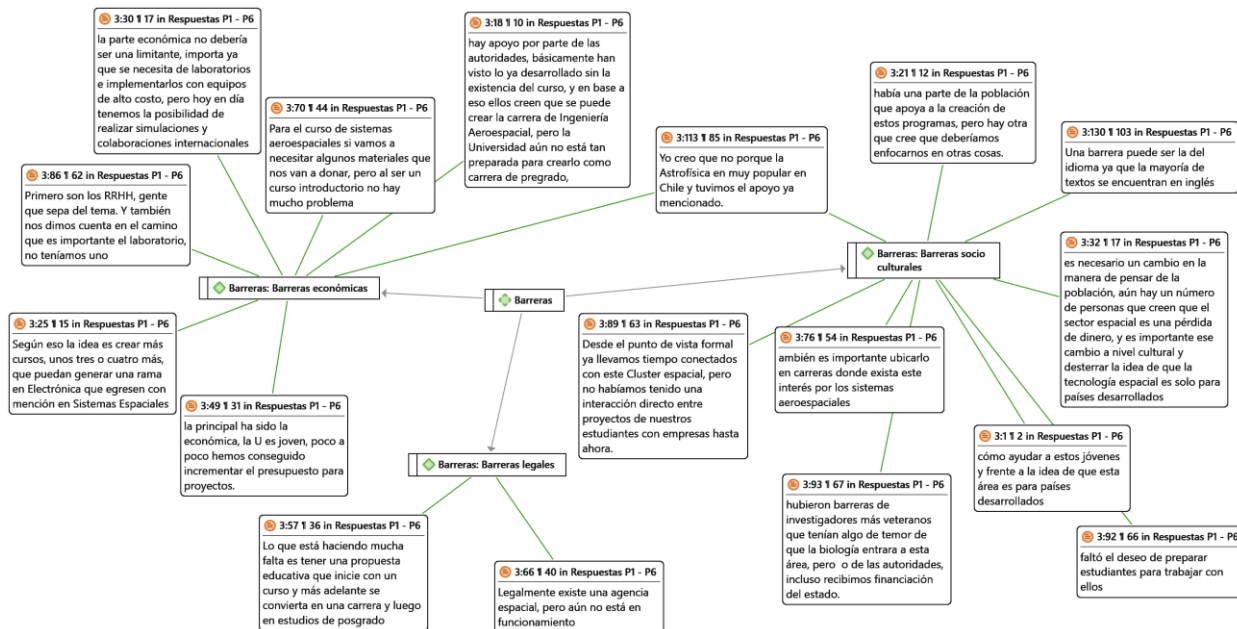 3:30 ¶ 17 in Respuestas P1 - P6
la parte económica no debería
ser una limitante, importa ya
que se necesita de laboratorios
e implementarlos con equipos
de alto costo, pero hoy en día
tenemos la posibilidad de
realizar simulaciones y
colaboraciones internacionales
3:18 ¶ 10 in Respuestas P1 - P6
hay apoyo por parte de las
autoridades, básicamente han
visto lo ya desarrollado sin la
existencia del curso, y en base a
eso ellos creen que se puede
crear la carrera de Ingeniería
Aeroespacial, pero la
Universidad aún no está tan
preparada para crearlo como
carrera de pregrado,
3:21 ¶ 12 in Respuestas P1 - P6
había una parte de la población
que apoya a la creación de
estos programas, pero hay otra
que cree que deberíamos
enfocarnos en otras cosas.
3:70 ¶ 44 in Respuestas P1 - P6
Para el curso de sistemas
aeroespaciales si vamos a
necesitar algunos materiales que
nos van a donar, pero al ser un
curso introductorio no hay
mucho problema
3:113 ¶ 85 in Respuestas P1 - P6
Yo creo que no porque la
Astrofísica en muy popular en
Chile y tuvimos el apoyo ya
mencionado.
3:130 ¶ 103 in Respuestas P1 - P6
Una barrera puede ser la del
idioma ya que la mayoría de
textos se encuentran en inglés
3:86 ¶ 62 in Respuestas P1 - P6
Primero son los RRHH, gente
que sepa del tema. Y también
nos dimos cuenta en el camino
que es importante el laboratorio,
no teníamos uno
Barreras: Barreras económicas
Barreras
Barreras: Barreras socio
culturales
3:32 ¶ 17 in Respuestas P1 - P6
es necesario un cambio en la
manera de pensar de la
población, aún hay un número
de personas que creen que el
sector espacial es una pérdida
de dinero, y es importante ese
cambio a nivel cultural y
desterrar la idea de que la
tecnología espacial es solo para
países desarrollados
3:25 ¶ 15 in Respuestas P1 - P6
Según eso la idea es crear más
cursos, unos tres o cuatro más,
que puedan generar una rama
en Electrónica que egresen con
mención en Sistemas Espaciales
3:89 ¶ 63 in Respuestas P1 - P6
Desde el punto de vista formal
ya llevamos tiempo conectados
con este Cluster espacial, pero
no habíamos tenido una
interacción directo entre
proyectos de nuestros
estudiantes con empresas hasta
ahora.
3:76 ¶ 54 in Respuestas P1 - P6
ambién es importante ubicarlo
en carreras donde exista este
interés por los sistemas
aeroespaciales
3:49 ¶ 31 in Respuestas P1 - P6
la principal ha sido la
económica, la U es joven, poco a
poco hemos conseguido
incrementar el presupuesto para
proyectos.
3:1 ¶ 2 in Respuestas P1 - P6
cómo ayudar a estos jóvenes
y frente a la idea de que esta
área es para países
desarrollados
Barreras: Barreras legales
3:93 ¶ 67 in Respuestas P1 - P6
hubieron barreras de
investigadores más veteranos
que tenían algo de temor de
que la biología entrara a esta
área, pero o de las autoridades,
incluso recibimos financiación
del estado.
3:57 ¶ 36 in Respuestas P1 - P6
Lo que está haciendo mucha
falta es tener una propuesta
educativa que inicie con un
curso y más adelante se
convierta en una carrera y luego
en estudios de posgrado
3:66 ¶ 40 in Respuestas P1 - P6
Legalmente existe una agencia
espacial, pero aún no está en
funcionamiento
3:92 ¶ 66 in Respuestas P1 - P6
faltó el deseo de preparar
estudiantes para trabajar con
ellos